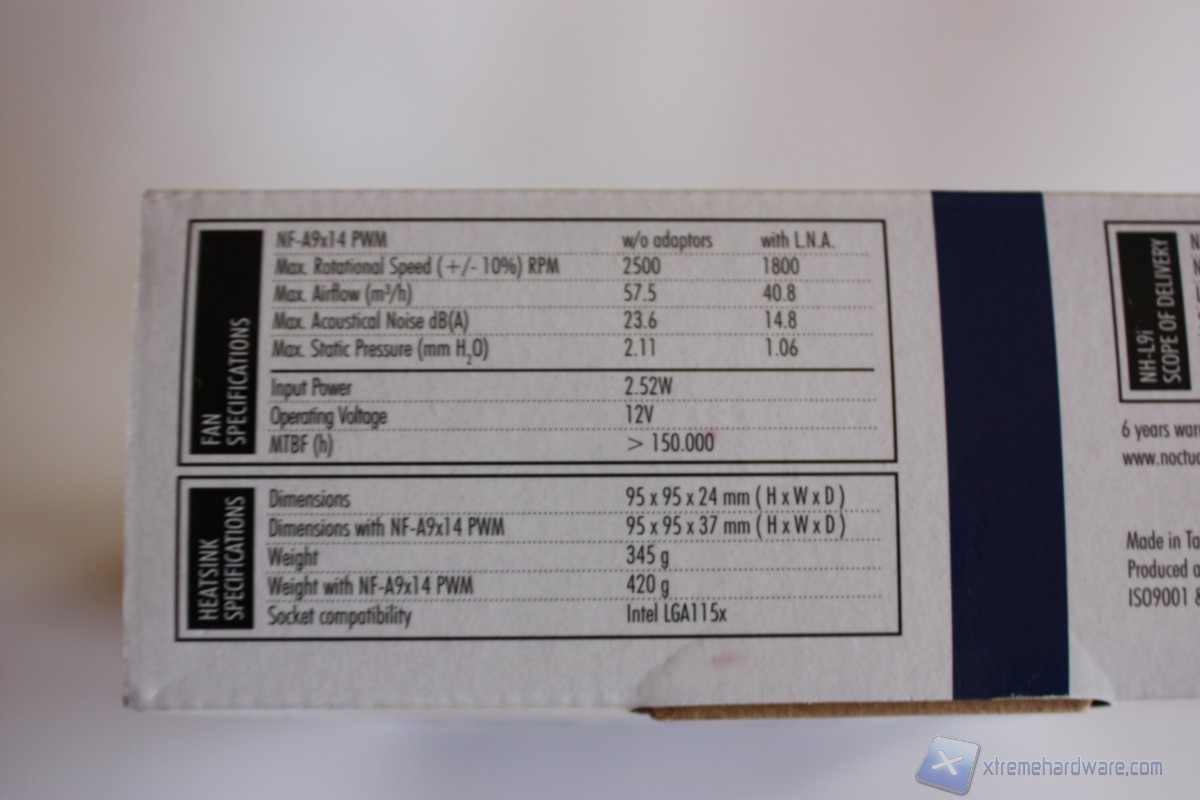 FAN
SPECIFICATIONS
NF-A9x14 PWM w/o adaptors with L.N.A.
Max. Rotational Speed (+/- 10%) RPM 2500 1800
Max. Airflow (m³/h) 57.5 40.8
Max. Acoustical Noise dB(A) 23.6 14.8
Max. Static Pressure (mm H₂O) 2.11 1.06
Input Power 2.52W
Operating Voltage 12V
MTBF (h) > 150.000
HEATSINK
SPECIFICATIONS
Dimensions 95 x 95 x 24 mm (HxWxD)
Dimensions with NF-A9x14 PWM 95 x 95 x 37 mm (HxWxD)
Weight 345 g
Weight with NF-A9x14 PWM 420 g
Socket compatibility Intel LGA115x
NH-L9i
SCOPE OF DELIVERY
6 years
Made in
Produced
ISO9001 &
xtremehardware.com